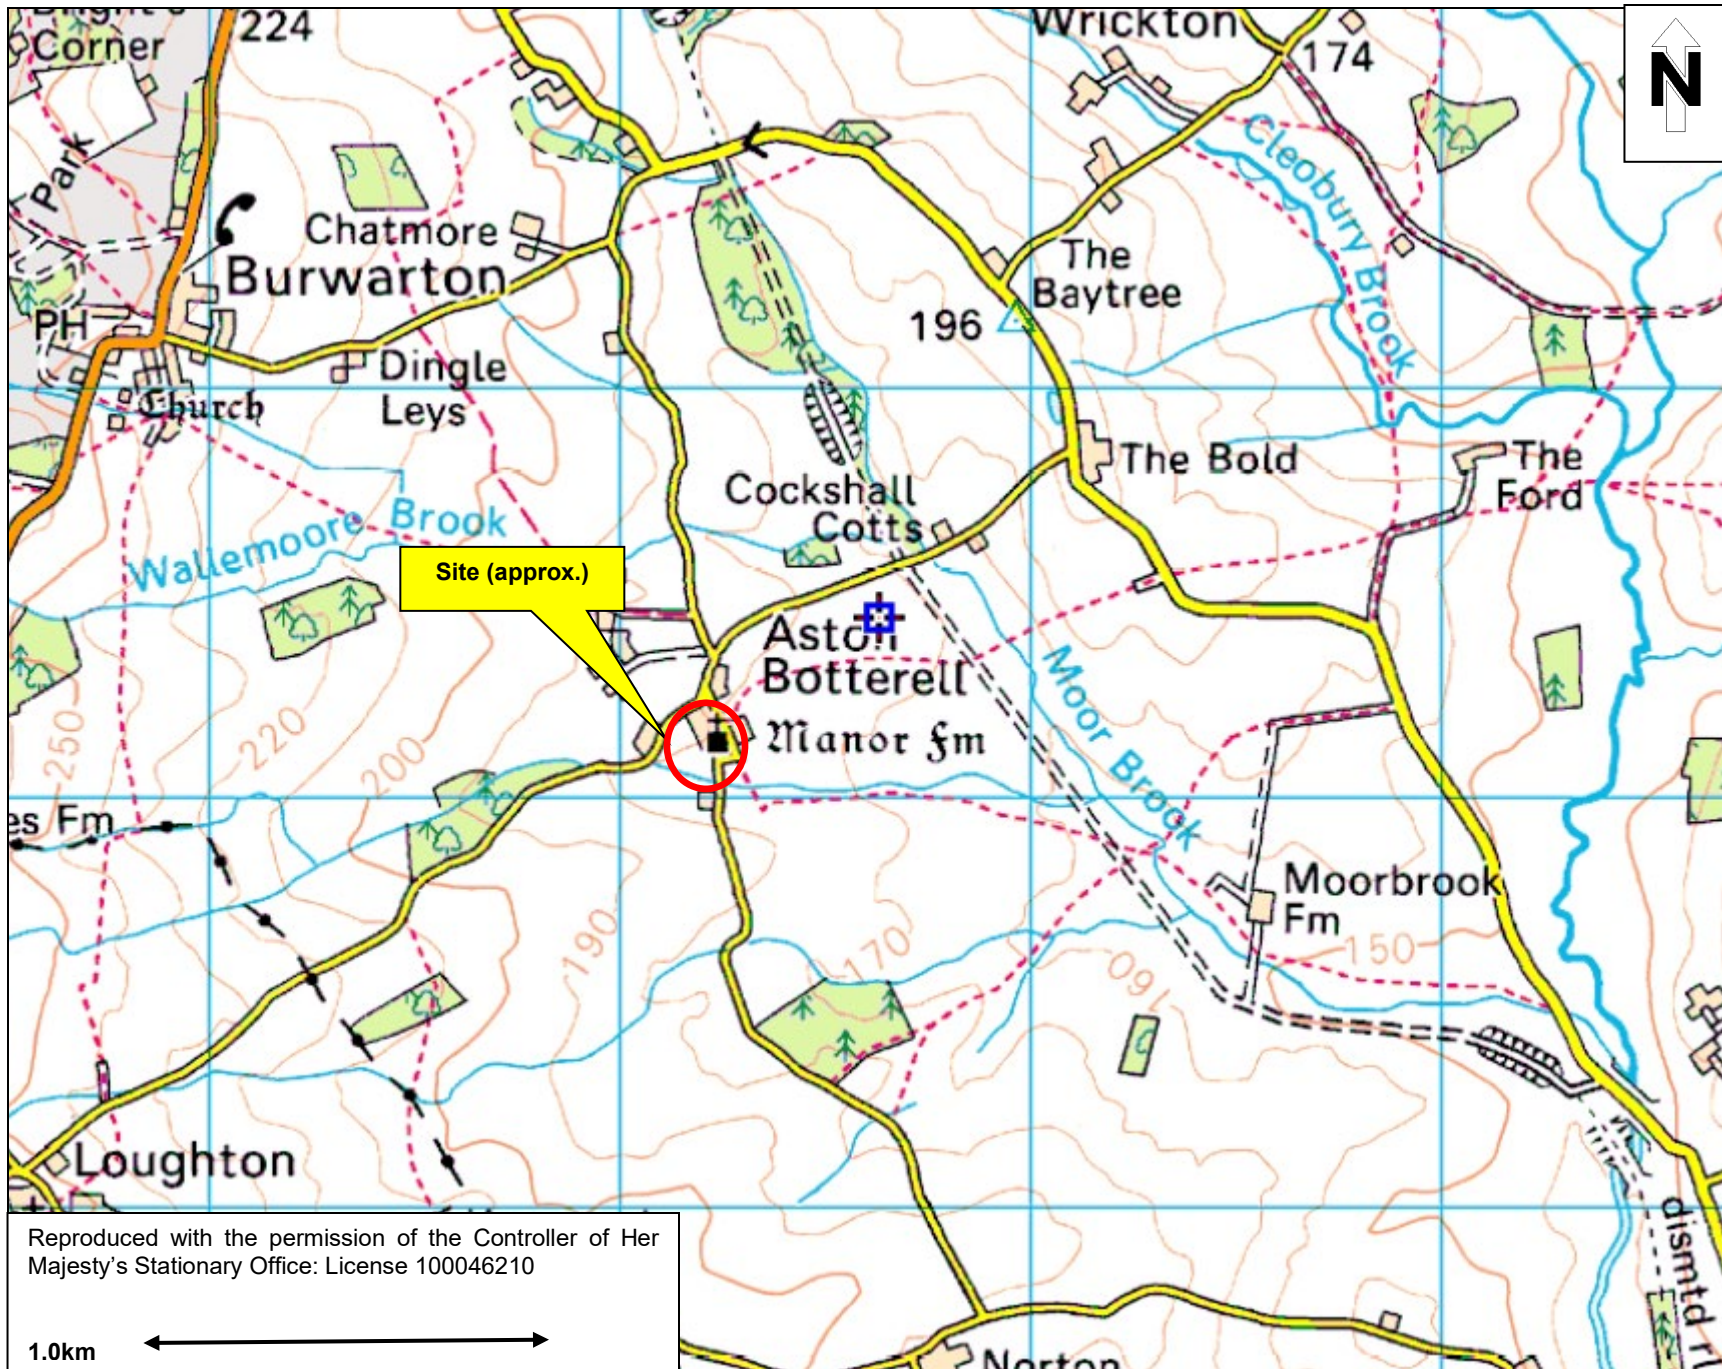 224
Corner
Wrickton
174
N
Park
Cleobury Brook
Chatmore
Burwarton
The
Baytree
196
PH
Dingle
Leys
Church
The Bold
The
Ford
Cockshall
Cotts
Wallemoore Brook
Site (approx.)
Aston
Botterell
Manor Fm
Moor Brook
250
220
200
es Fm
Moorbrook
Fm
190
170
160
150
Loughton
dismtd
Reproduced with the permission of the Controller of Her
Majesty's Stationary Office: License 100046210
1.0km
Norton